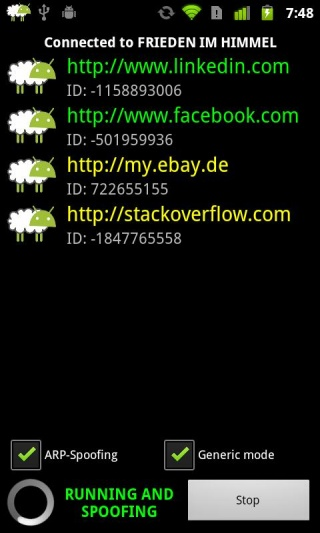 7:48
Connected to FRIEDEN IM HIMMEL
http://www.linkedin.com
ID: -1158893006
http://www.facebook.com
ID: -501959936
http://my.ebay.de
ID: 722655155
http://stackoverflow.com
ID: -1847765558
ARP-Spoofing
Generic mode
RUNNING AND
SPOOFING
Stop